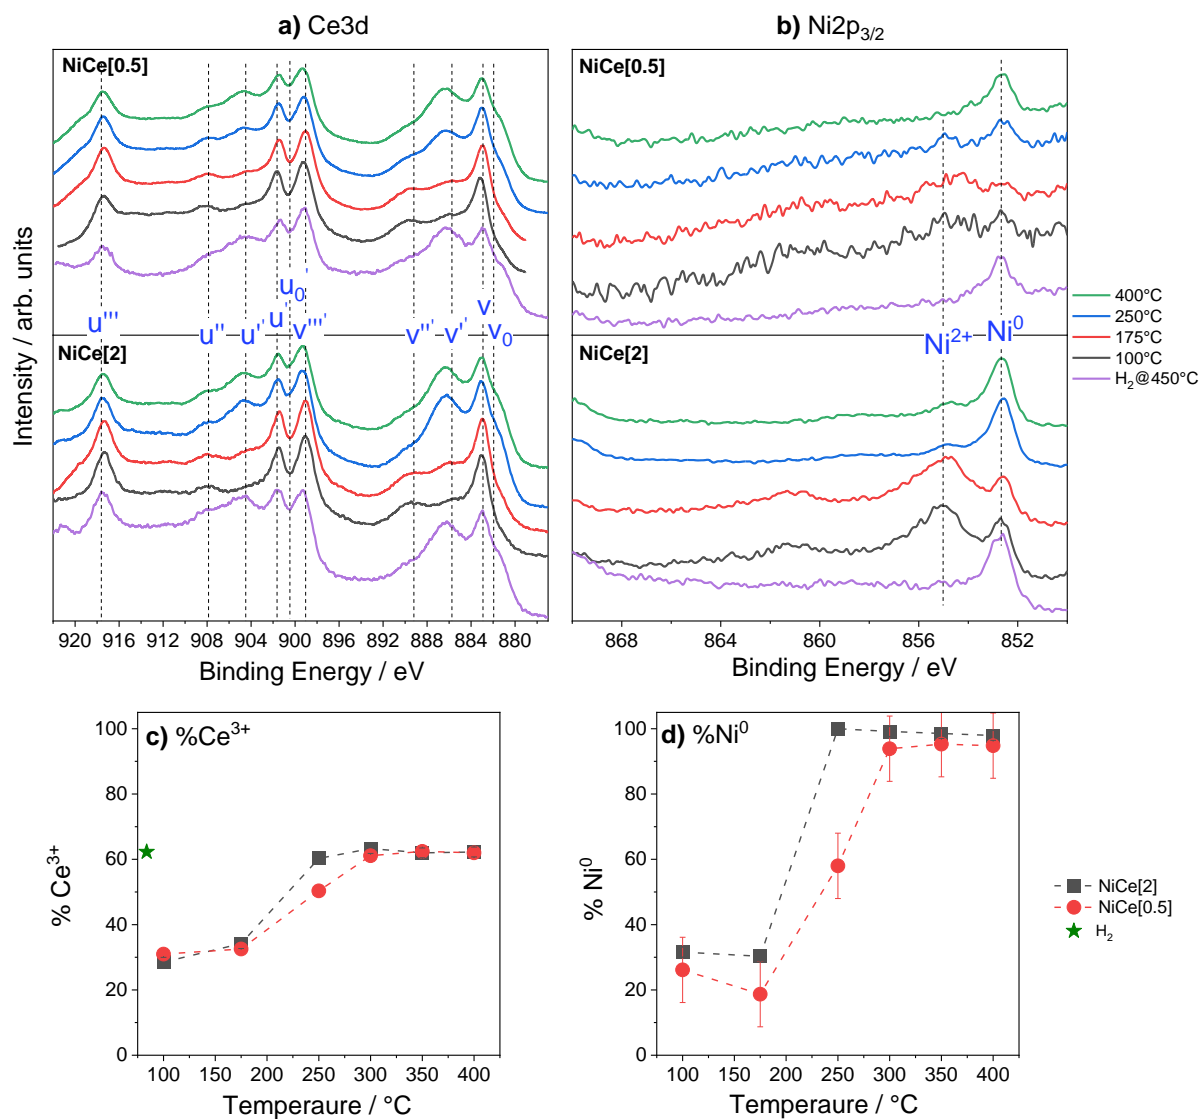 a) Ce3d
b) Ni2p3/2
NiCe[0.5]
NiCe[0.5]
Intensity / arb. units
u'''
u''
u''
u'
u0'
v''''
v'''
v''
v
v0
Ni2+
Ni0
400°C
250°C
175°C
100°C
H2@450°C
NiCe[2]
NiCe[2]
920 916 912 908 904 900 896 892 888 884 880
868 864 860 856 852
Binding Energy / eV
Binding Energy / eV
c) %Ce3+
d) %Ni0
100
80
60
40
20
0
% Ce3+
100 150 200 250 300 350 400
Temperaure / °C
100
80
60
40
20
0
% Ni0
100 150 200 250 300 350 400
Temperaure / °C
NiCe[2]
NiCe[0.5]
H2